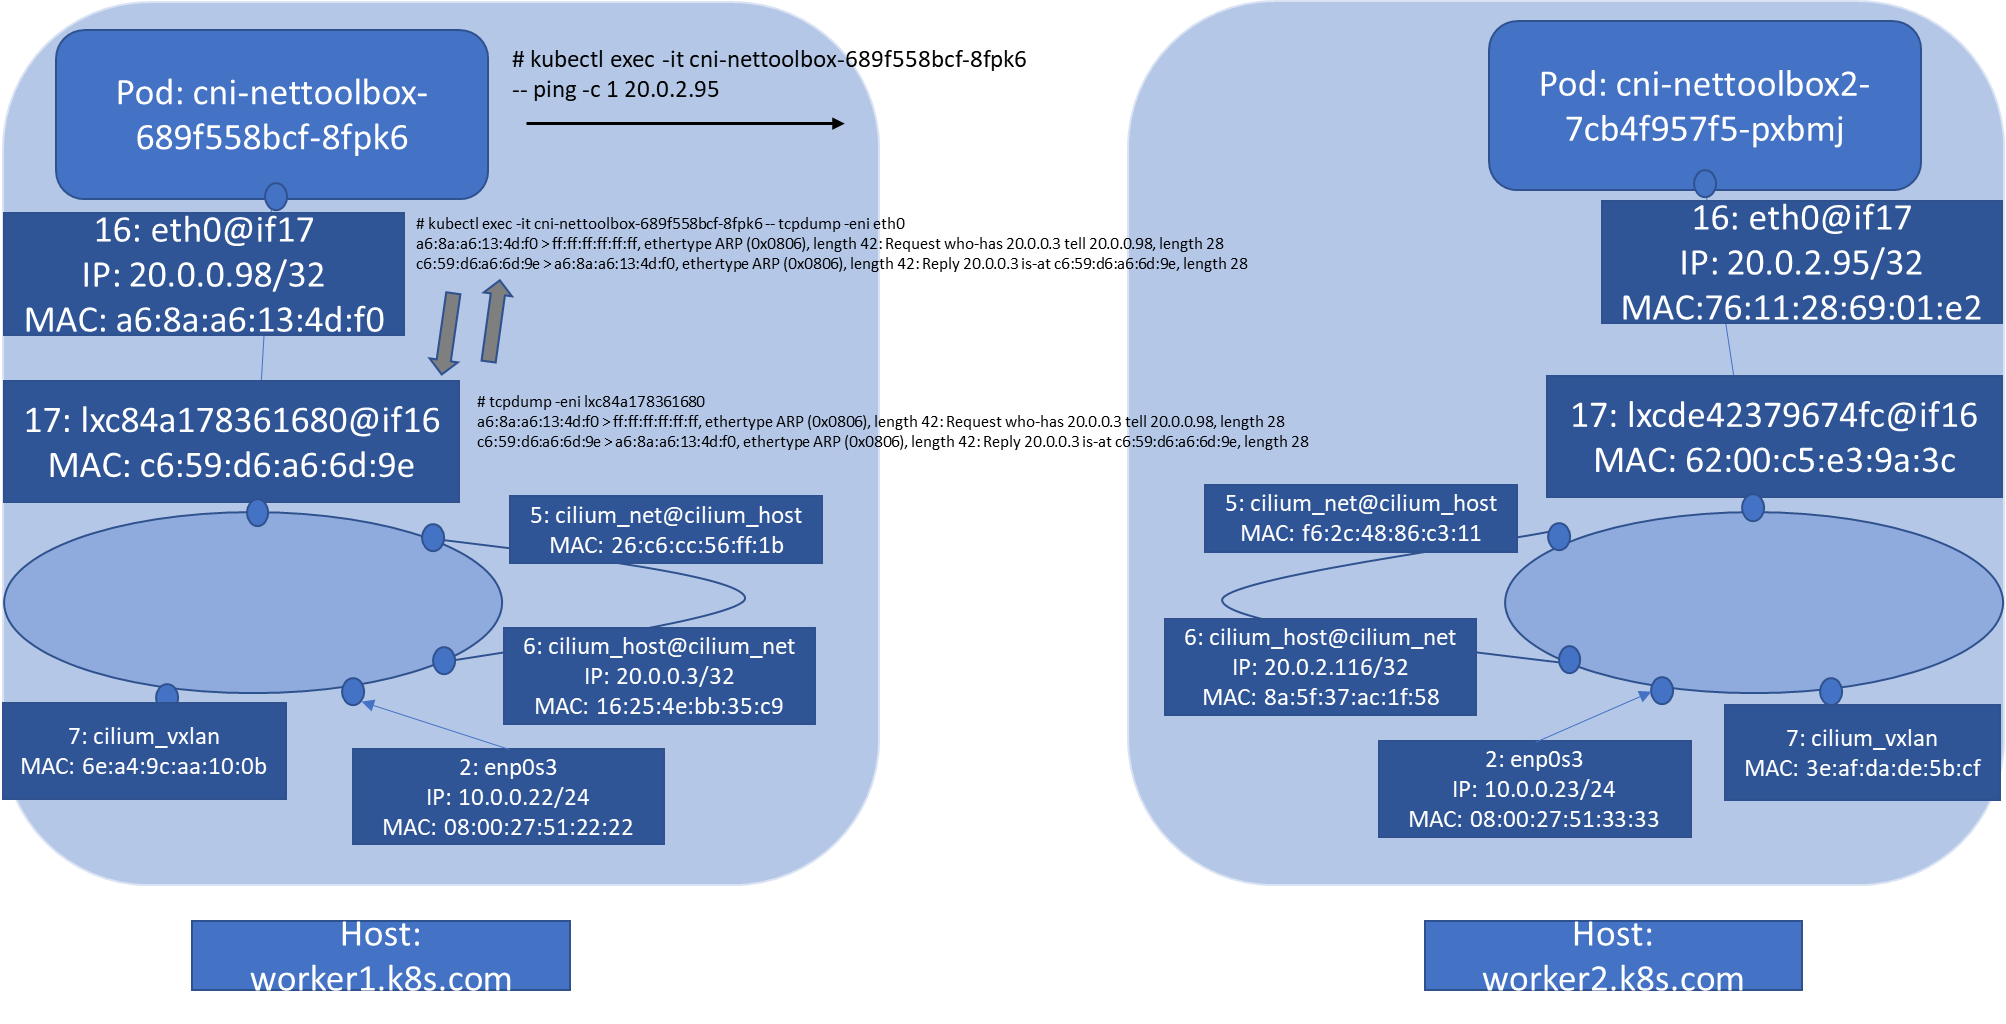 Pod: cni-nettoolbox-
689f558bcf-8fpk6
# kubectl exec -it cni-nettoolbox-689f558bcf-8fpk6
-- ping -c 1 20.0.2.95
Pod: cni-nettoolbox2-
7cb4f957f5-pxbmj
16: eth0@if17
IP: 20.0.0.98/32
MAC: a6:8a:a6:13:4d:f0
# kubectl exec -it cni-nettoolbox-689f558bcf-8fpk6 -- tcpdump -eni eth0
a6:8a:a6:13:4d:f0 > ff:ff:ff:ff:ff:ff, ethertype ARP (0x0806), length 42: Request who-has 20.0.0.3 tell 20.0.0.98, length 28
c6:59:d6:a6:6d:9e > a6:8a:a6:13:4d:f0, ethertype ARP (0x0806), length 42: Reply 20.0.0.3 is-at c6:59:d6:a6:6d:9e, length 28
16: eth0@if17
IP: 20.0.2.95/32
MAC:76:11:28:69:01:e2
17: lxc84a178361680@if16
MAC: c6:59:d6:a6:6d:9e
# tcpdump -eni lxc84a178361680
a6:8a:a6:13:4d:f0 > ff:ff:ff:ff:ff:ff, ethertype ARP (0x0806), length 42: Request who-has 20.0.0.3 tell 20.0.0.98, length 28
c6:59:d6:a6:6d:9e > a6:8a:a6:13:4d:f0, ethertype ARP (0x0806), length 42: Reply 20.0.0.3 is-at c6:59:d6:a6:6d:9e, length 28
17: lxcde42379674fc@if16
MAC: 62:00:c5:e3:9a:3c
5: cilium_net@cilium_host
MAC: 26:c6:cc:56:ff:1b
5: cilium_net@cilium_host
MAC: f6:2c:48:86:c3:11
6: cilium_host@cilium_net
IP: 20.0.0.3/32
MAC: 16:25:4e:bb:35:c9
6: cilium_host@cilium_net
IP: 20.0.2.116/32
MAC: 8a:5f:37:ac:1f:58
7: cilium_vxlan
MAC: 6e:a4:9c:aa:10:0b
2: enp0s3
IP: 10.0.0.22/24
MAC: 08:00:27:51:22:22
2: enp0s3
IP: 10.0.0.23/24
MAC: 08:00:27:51:33:33
7: cilium_vxlan
MAC: 3e:af:da:de:5b:cf
Host:
worker1.k8s.com
Host:
worker2.k8s.com